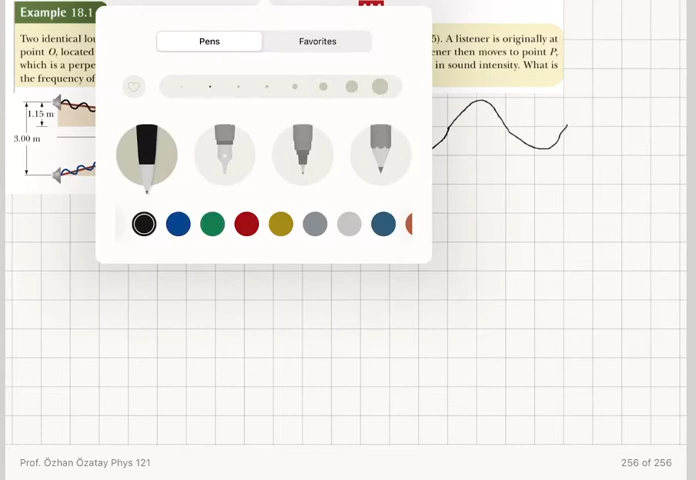 Example 18.1
Two identical lou
point O, located
which is a perpe
the frequency of
5). A listener is originally at
ener then moves to point P,
in sound intensity. What is
1.15 m
3.00 m
Pens
Favorites
Prof. Özhan Özatay Phys 121
256 of 256